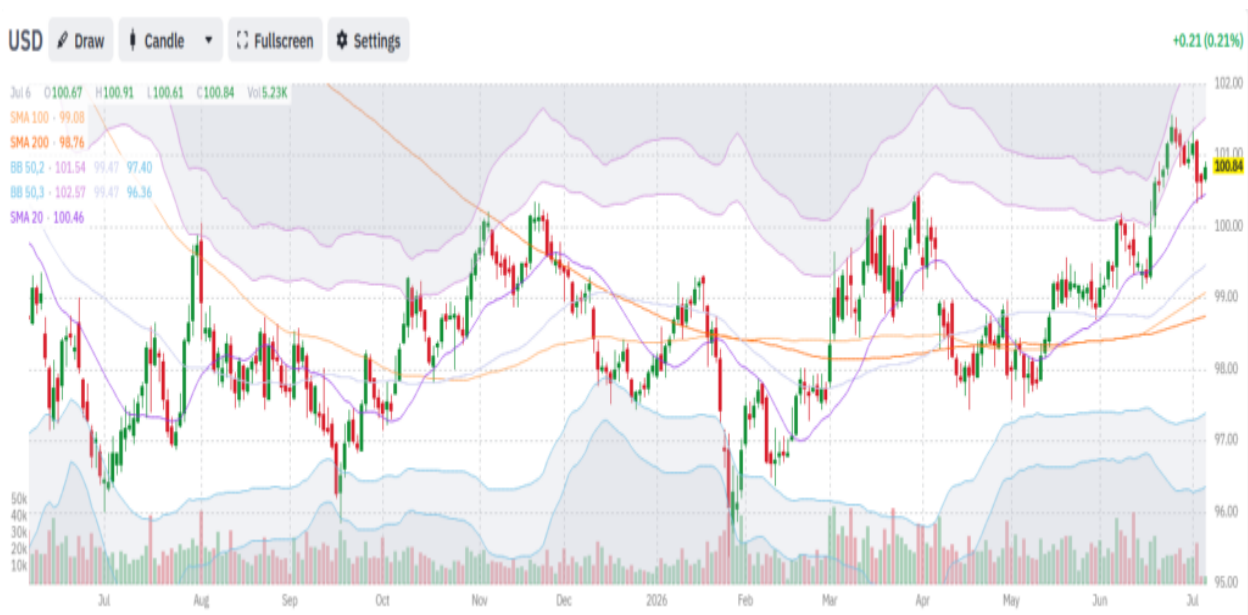 USD Draw Candle Fullscreen Settings +0.21 (0.21%)
Jul 6 O100.67 H100.91 L100.61 C100.84 Vol5.23K
SMA 100 · 99.08
SMA 200 · 98.76
BB 50,2 · 101.54 99.47 97.40
BB 50,3 · 102.57 99.47 96.36
SMA 20 · 100.46
102.00
101.00
100.84
100.00
99.00
98.00
97.00
96.00
95.00
50k
40k
30k
20k
10k
Jul Aug Sep Oct Nov Dec 2026 Feb Mar Apr May Jun Jul